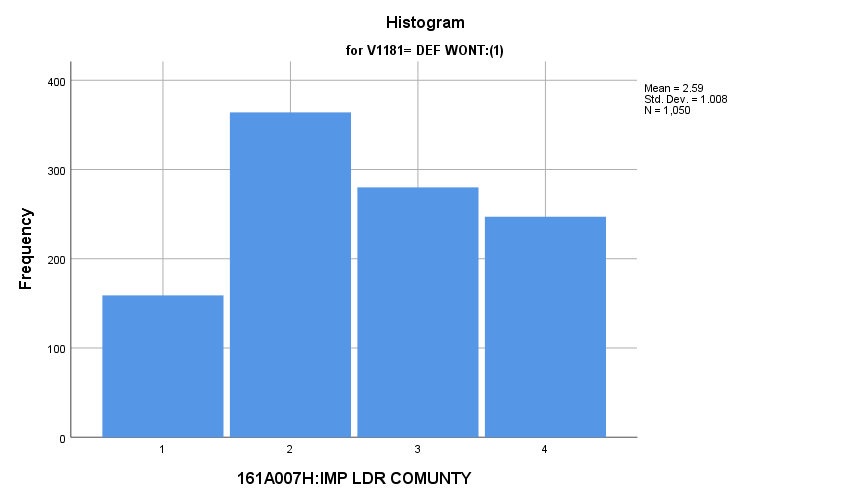 Histogram
for V1181= DEF WONT:(1)
Mean = 2.59
Std. Dev. = 1.008
N = 1,050
Frequency
400
300
200
100
0
1 2 3 4
161A007H:IMP LDR COMUNTY